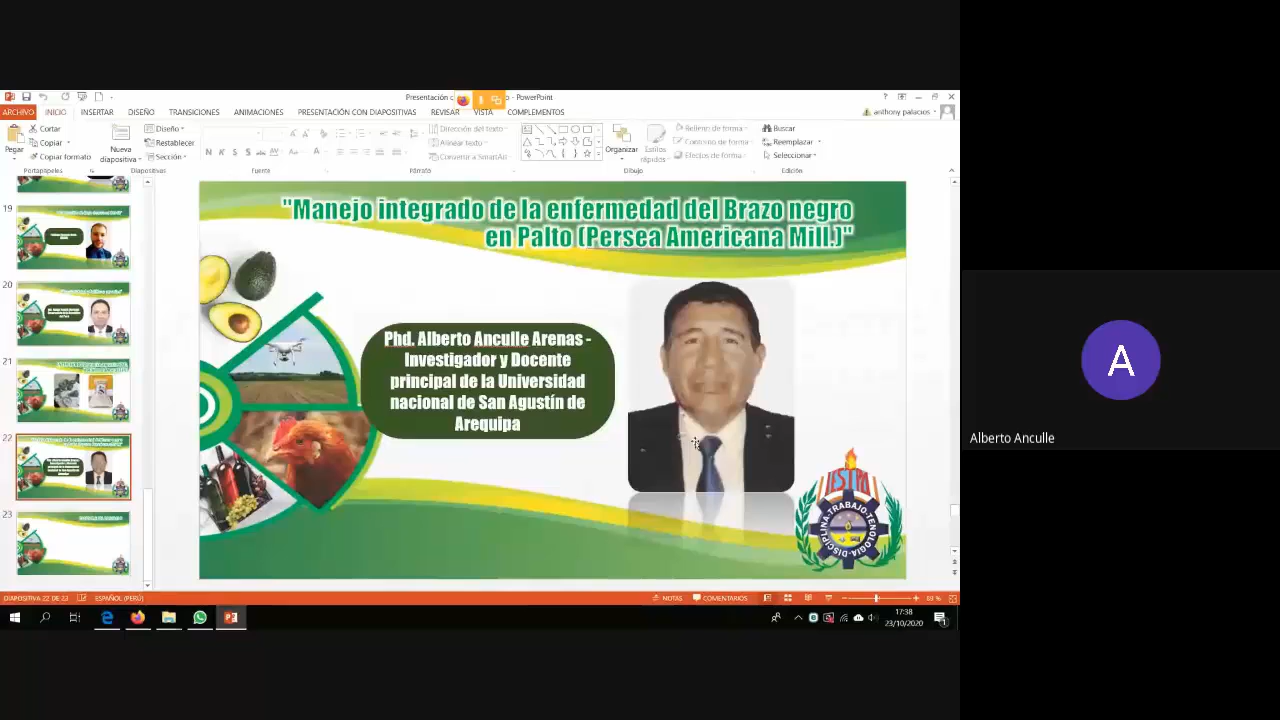 Presentación
o - PowerPoint
ARCHIVO INICIO INSERTAR DISEÑO TRANSICIONES ANIMACIONES PRESENTACIÓN CON DIAPOSITIVAS REVISAR VISTA COMPLEMENTOS
anthony palacios
Pegar
Cortar
Copiar
Copiar formato
Portapapeles
Nueva
diapositiva
Diseño
Restablecer
Sección
Diapositivas
Fuente
Dirección del texto
Alinear texto
Convertir a SmartArt
Párrafo
Organizar
Estilos
rápidos
Relleno de forma
Contorno de forma
Efectos de forma
Dibujo
Buscar
Reemplazar
Seleccionar
Edición
19
20
21
22
23
"Manejo integrado de la enfermedad del Brazo negro
en Palto (Persea Americana Mill.)"
Phd. Alberto Anculle Arenas -
Investigador y Docente
principal de la Universidad
nacional de San Agustín de
Arequipa
IESTPA
DISCIPLINA-TRABAJO-TENOLOGIA
A
Alberto Anculle
DIAPOSITIVA 22 DE 23
ESPAÑOL (PERÚ)
NOTAS
COMENTARIOS
17:38
23/10/2020